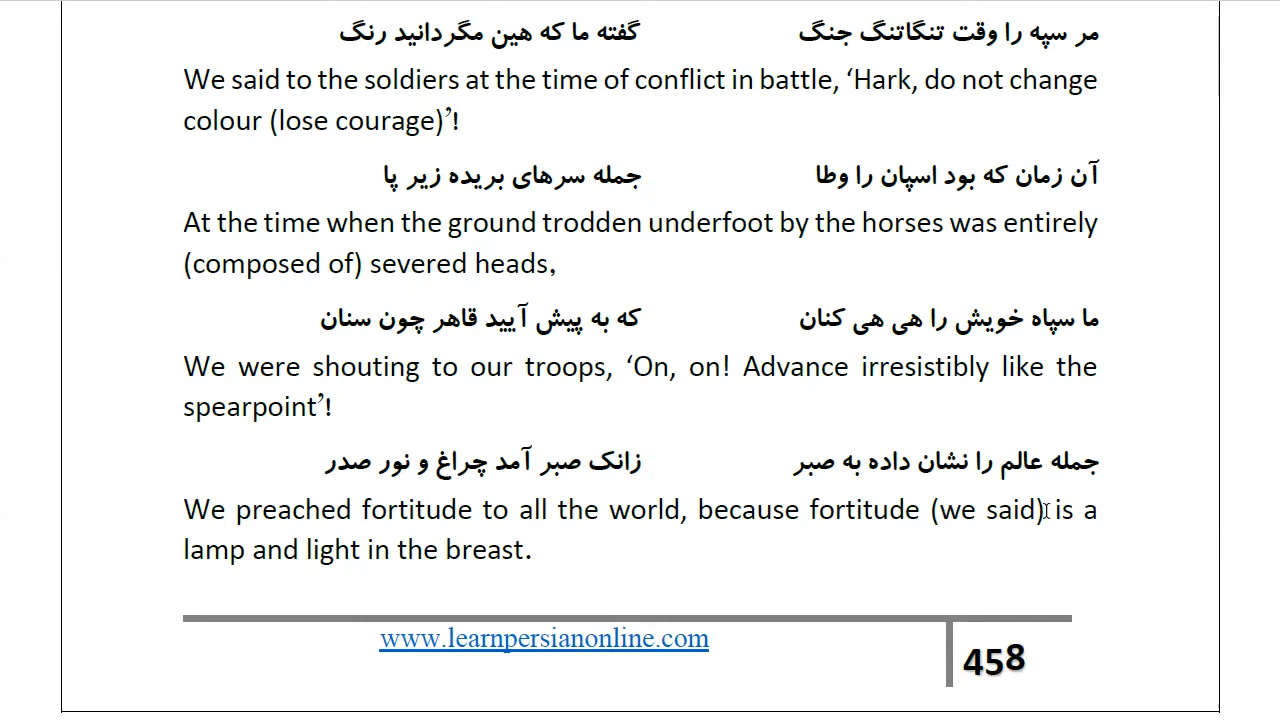 مر سپه را وقت تنگاتنگ جنگ گفته ما که هین مگردانید رنگ
We said to the soldiers at the time of conflict in battle, ‘Hark, do not change
colour (lose courage)’!
آن زمان که بود اسپان را وطا جمله سرهای بریده زیر پا
At the time when the ground trodden underfoot by the horses was entirely
(composed of) severed heads,
ما سپاه خویش را هی هی کنان که به پیش آیید قاهر چون سنان
We were shouting to our troops, ‘On, on! Advance irresistibly like the
spearpoint’!
جمله عالم را نشان داده به صبر زانک صبر آمد چراغ و نور صدر
We preached fortitude to all the world, because fortitude (we said) is a
lamp and light in the breast.
www.learnpersianonline.com
458